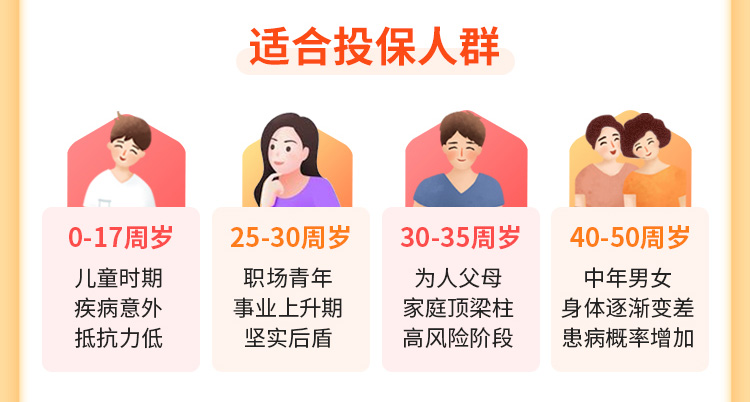 适合投保人群
0-17周岁
儿童时期
疾病意外
抵抗力低
25-30周岁
职场青年
事业上升期
坚实后盾
30-35周岁
为人父母
家庭顶梁柱
高风险阶段
40-50周岁
中年男女
身体逐渐变差
患病概率增加